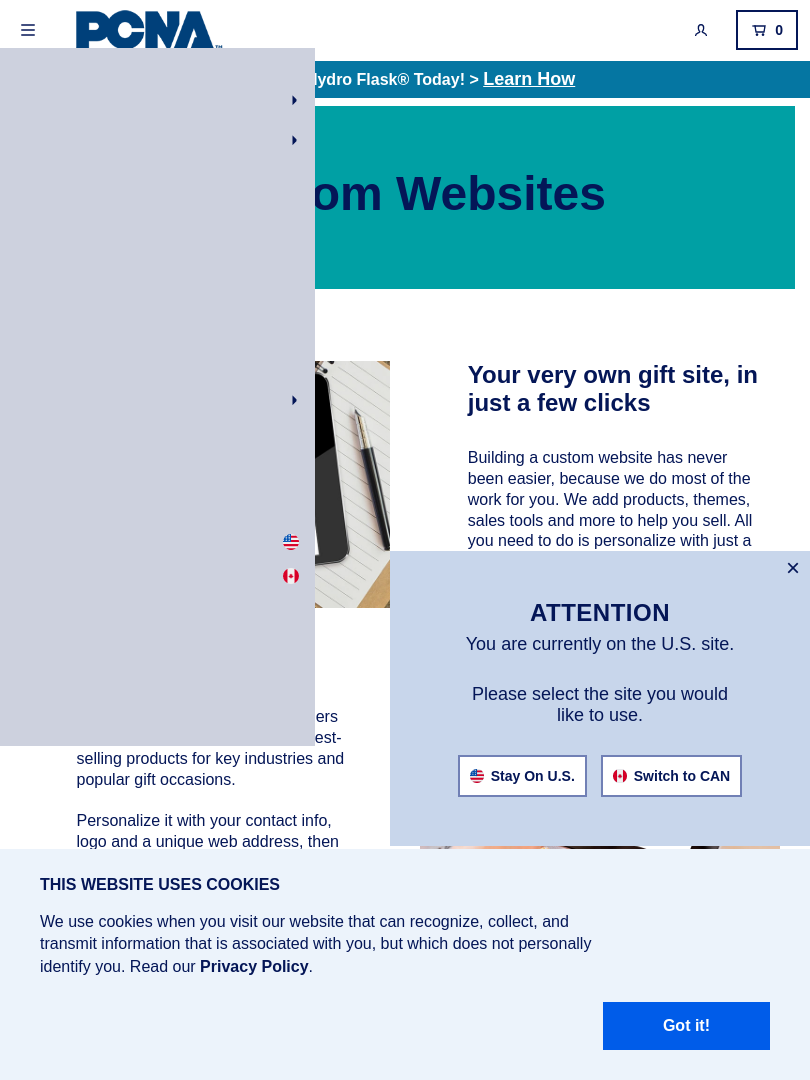 PCNA™
0
Hydro Flask® Today! > Learn How
om Websites
Your very own gift site, in
just a few clicks
Building a custom website has never
been easier, because we do most of the
work for you. We add products, themes,
sales tools and more to help you sell. All
you need to do is personalize with just a
ers
est-
selling products for key industries and
popular gift occasions.
Personalize it with your contact info,
logo and a unique web address, then
×
ATTENTION
You are currently on the U.S. site.
Please select the site you would
like to use.
Stay On U.S.
Switch to CAN
THIS WEBSITE USES COOKIES
We use cookies when you visit our website that can recognize, collect, and
transmit information that is associated with you, but which does not personally
identify you. Read our Privacy Policy.
Got it!